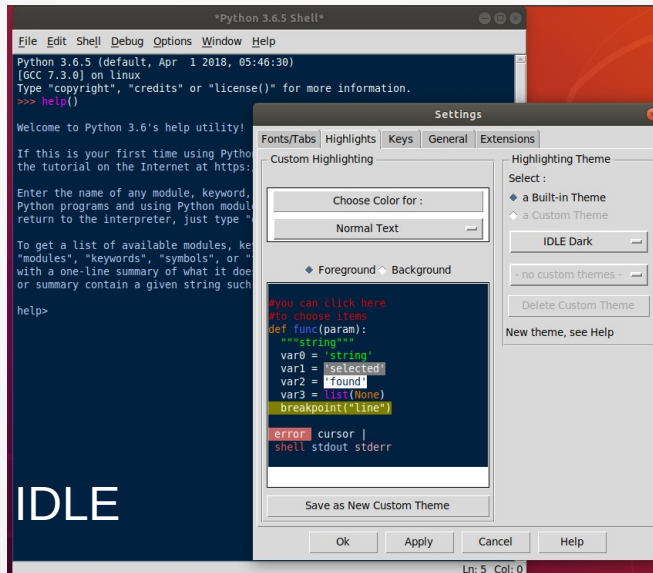 *Python 3.6.5 Shell*
File Edit Shell Debug Options Window Help
Python 3.6.5 (default, Apr  1 2018, 05:46:30)
[GCC 7.3.0] on linux
Type "copyright", "credits" or "license()" for more information.
>>> help()
Welcome to Python 3.6's help utility!
If this is your first time using Pytho
the tutorial on the Internet at https:
Enter the name of any module, keyword,
Python programs and using Python modul
return to the interpreter, just type "
To get a list of available modules, ke
"modules", "keywords", "symbols", or "
with a one-line summary of what it doe
or summary contain a given string such
help>
IDLE
Ln: 5 Col: 0
Settings
Fonts/Tabs Highlights Keys General Extensions
Custom Highlighting
Choose Color for :
Normal Text
Foreground Background
#you can click here
#to choose items
def func(param):
"""string"""
var0 = 'string'
var1 = 'selected'
var2 = 'found'
var3 = list(None)
breakpoint("line")
error cursor |
shell stdout stderr
Save as New Custom Theme
Highlighting Theme
Select :
a Built-in Theme
a Custom Theme
IDLE Dark
- no custom themes -
Delete Custom Theme
New theme, see Help
Ok Apply Cancel Help